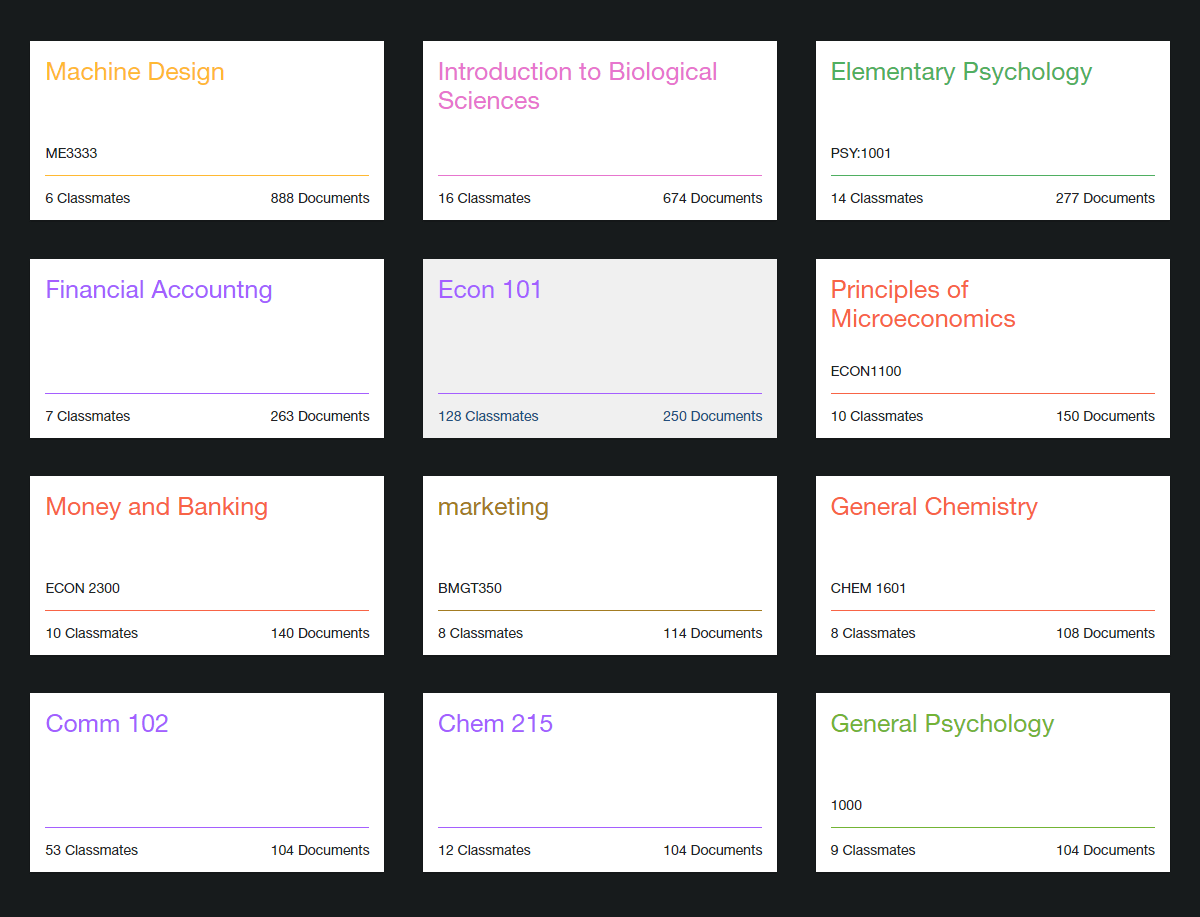 Machine Design
ME3333
6 Classmates 888 Documents
Introduction to Biological
Sciences
16 Classmates 674 Documents
Elementary Psychology
PSY:1001
14 Classmates 277 Documents
Financial Accountng
7 Classmates 263 Documents
Econ 101
128 Classmates 250 Documents
Principles of
Microeconomics
ECON1100
10 Classmates 150 Documents
Money and Banking
ECON 2300
10 Classmates 140 Documents
marketing
BMGT350
8 Classmates 114 Documents
General Chemistry
CHEM 1601
8 Classmates 108 Documents
Comm 102
53 Classmates 104 Documents
Chem 215
12 Classmates 104 Documents
General Psychology
1000
9 Classmates 104 Documents